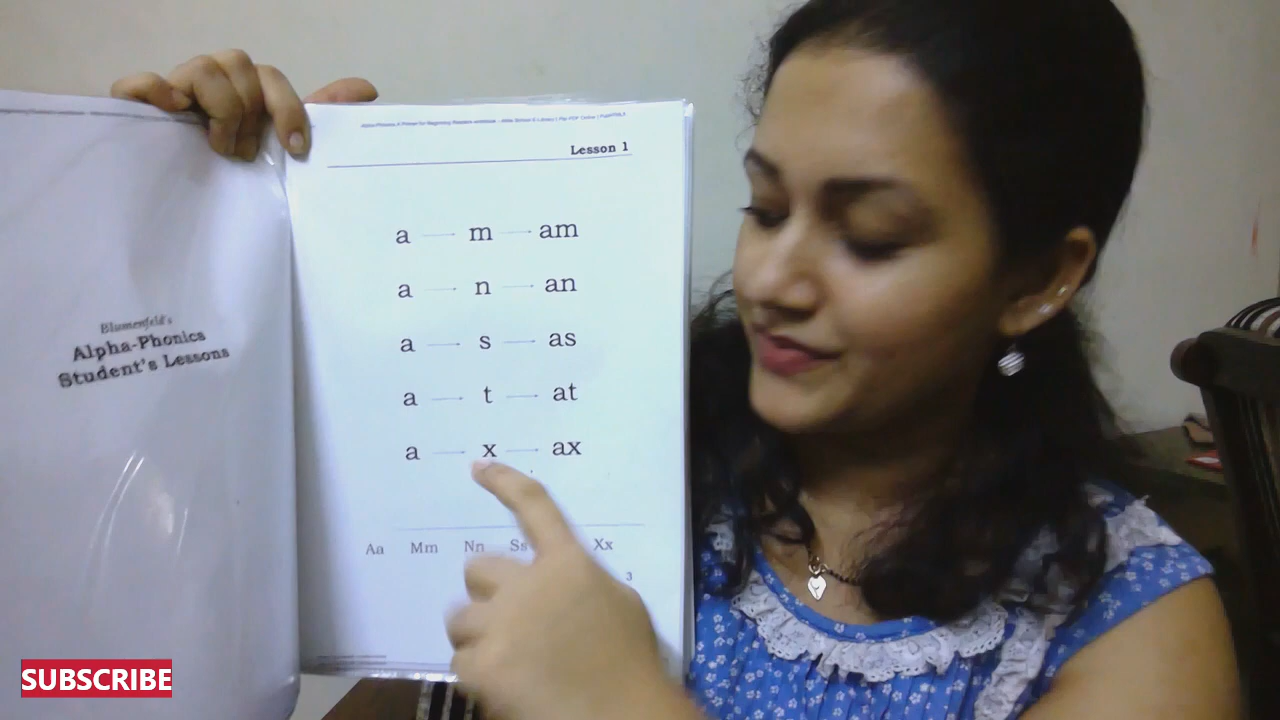 Blumenfeld's
Alpha-Phonics
Student's Lessons
Lesson 1
a m am
a n an
a s as
a t at
a x ax
Aa Mm Nn Ss Xx
3
SUBSCRIBE